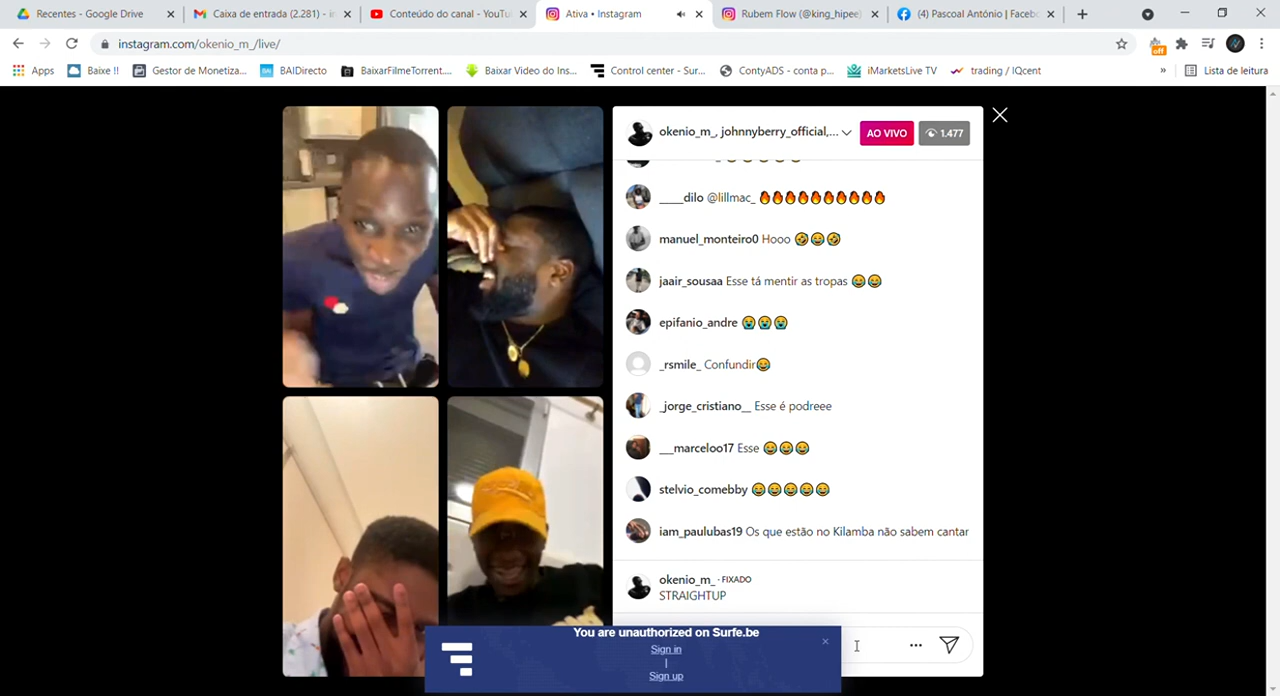 Recentes - Google Drive
Caixa de entrada (2.281) - ir
Conteúdo do canal - YouTu
Ativa • Instagram
Rubem Flow (@king_hipee)
(4) Pascoal António | Faceb
instagram.com/okenio_m_/live/
off
Apps
Baixe !!
Gestor de Monetiza...
BAI
BAIDirecto
BaixarFilmeTorrent....
Baixar Video do Ins...
Control center - Sur...
ContyADS - conta p...
iMarketsLive TV
trading / IQcent
»
Lista de leitura
okenio_m_, johnnyberry_official,...
AO VIVO
1.477
____dilo @lillmac_ 🔥🔥🔥🔥🔥🔥🔥🔥🔥🔥
manuel_monteiro0 Hooo 🤣😂🤣
jaair_sousaa Esse tá mentir as tropas 😂😂
epifanio_andre 😭😭😭
_rsmile_ Confundir😂
_jorge_cristiano__ Esse é podreee
___marceloo17 Esse 😂😂😂
stelvio_comebby 😂😂😂😂😂
iam_paulubas19 Os que estão no Kilamba não sabem cantar
okenio_m_ · FIXADO
STRAIGHTUP
You are unauthorized on Surfe.be
Sign in
|
Sign up